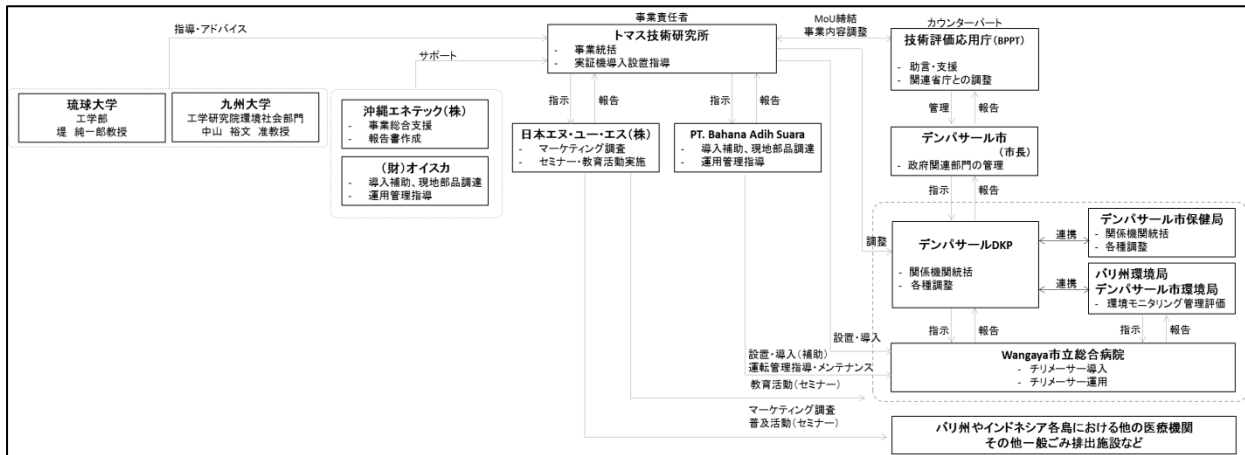 事業責任者
トマス技術研究所
- 事業統括
- 実証機導入設置指導
MoU締結
事業内容調整
カウンターパート
技術評価応用庁(BPPT)
- 助言・支援
- 関連省庁との調整
指導・アドバイス
サポート
琉球大学
工学部
堤 純一郎教授
九州大学
工学研究院環境社会部門
中山 裕文 准教授
沖縄エネテック(株)
- 事業総合支援
- 報告書作成
(財)オイスカ
- 導入補助、現地部品調達
- 運用管理指導
指示
報告
指示
報告
日本エヌ・ユー・エス(株)
- マーケティング調査
- セミナー・教育活動実施
PT. Bahana Adih Suara
- 導入補助、現地部品調達
- 運用管理指導
管理
報告
デンパサール市
(市長)
- 政府関連部門の管理
指示
報告
調整
デンパサールDKP
- 関係機関統括
- 各種調整
連携
デンパサール市保健局
- 関係機関統括
- 各種調整
連携
バリ州環境局
デンパサール市環境局
- 環境モニタリング管理評価
指示
報告
指示
報告
設置・導入
設置・導入(補助)
運転管理指導・メンテナンス
教育活動(セミナー)
Wangaya市立総合病院
- チリメーサー導入
- チリメーサー運用
マーケティング調査
普及活動(セミナー)
バリ州やインドネシア各島における他の医療機関
その他一般ごみ排出施設など